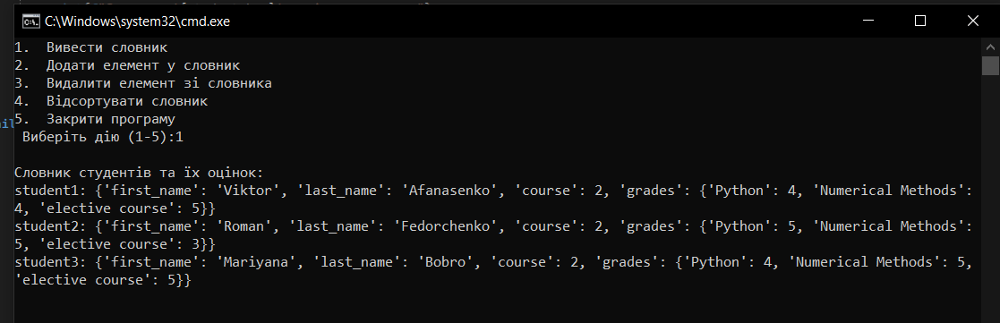 C:\Windows\system32\cmd.exe
1. Вивести словник
2. Додати елемент у словник
3. Видалити елемент зі словника
4. Відсортувати словник
5. Закрити програму
Виберіть дію (1-5):1
Словник студентів та їх оцінок:
student1: {'first_name': 'Viktor', 'last_name': 'Afanasenko', 'course': 2, 'grades': {'Python': 4, 'Numerical Methods':
4, 'elective course': 5}}
student2: {'first_name': 'Roman', 'last_name': 'Fedorchenko', 'course': 2, 'grades': {'Python': 5, 'Numerical Methods':
5, 'elective course': 3}}
student3: {'first_name': 'Mariyana', 'last_name': 'Bobro', 'course': 2, 'grades': {'Python': 4, 'Numerical Methods': 5,
'elective course': 5}}